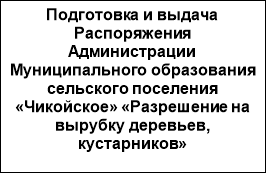 Подготовка и выдача
Распоряжения
Администрации
Муниципального образования
сельского поселения
«Чикойское» «Разрешение на
вырубку деревьев,
кустарников»